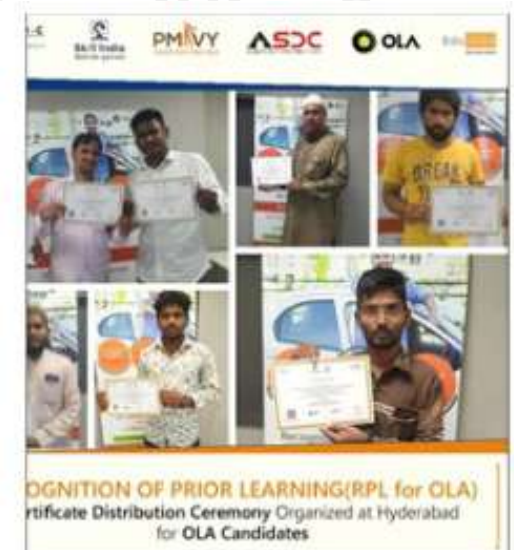 Skill India
PMKVY
ASDC
OLA
BREAK
OGNITION OF PRIOR LEARNING(RPL for OLA)
rtificate Distribution Ceremony Organized at Hyderabad
for OLA Candidates